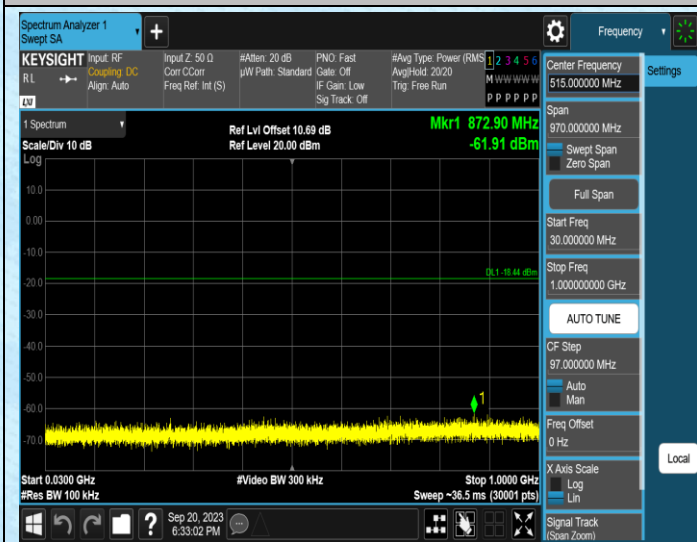 Spectrum Analyzer 1
Swept SA
+
Frequency
KEYSIGHT
RL
LXI
Input: RF
Coupling: DC
Align: Auto
Input Z: 50 Ω
Corr CCorr
Freq Ref: Int (S)
#Atten: 20 dB
µW Path: Standard
PNO: Fast
Gate: Off
IF Gain: Low
Sig Track: Off
#Avg Type: Power (RMS
Avg|Hold: 20/20
Trig: Free Run
1 2 3 4 5 6
M W W W W W
P P P P P P
1 Spectrum
Scale/Div 10 dB
Ref Lvl Offset 10.69 dB
Ref Level 20.00 dBm
Mkr1 872.90 MHz
-61.91 dBm
Log
10.0
0.00
-10.0
-20.0
-30.0
-40.0
-50.0
-60.0
-70.0
DL1 -18.44 dBm
1
Start 0.0300 GHz
#Res BW 100 kHz
#Video BW 300 kHz
Stop 1.0000 GHz
Sweep ~36.5 ms (30001 pts)
Center Frequency
515.000000 MHz
Span
970.000000 MHz
Swept Span
Zero Span
Full Span
Start Freq
30.000000 MHz
Stop Freq
1.000000000 GHz
AUTO TUNE
CF Step
97.000000 MHz
Auto
Man
Freq Offset
0 Hz
X Axis Scale
Log
Lin
Signal Track
(Span Zoom)
Settings
Local
?
Sep 20, 2023
6:33:02 PM